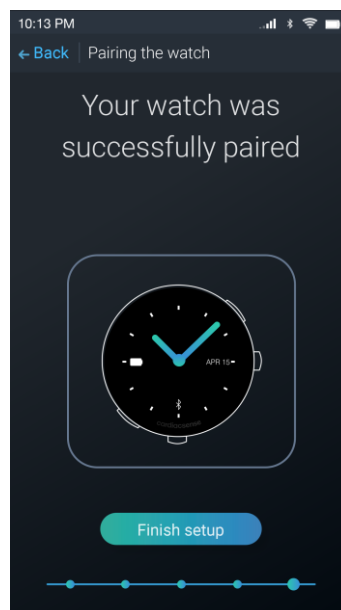 10:13 PM
← Back Pairing the watch
Your watch was
successfully paired
APR 15
Finish setup